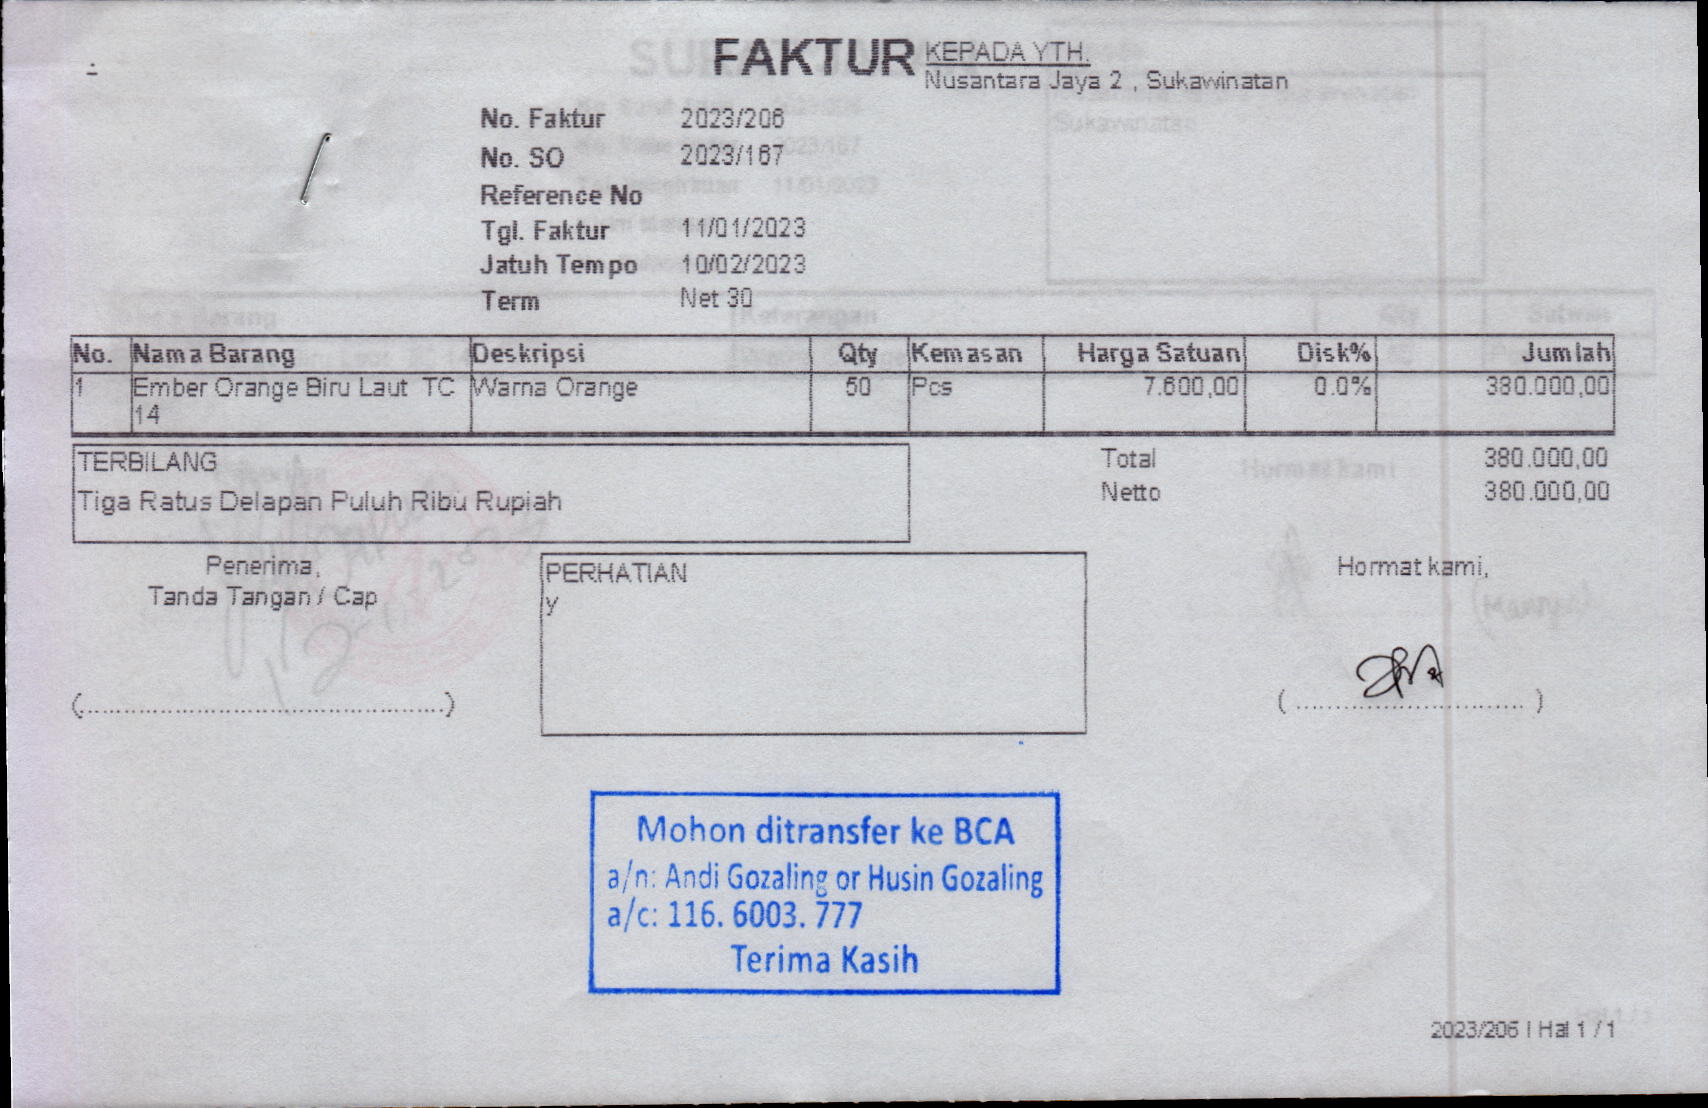 FAKTUR
KEPADA YTH.
Nusantara Jaya 2 , Sukawinatan
No. Faktur 2023/206
No. SO 2023/167
Reference No
Tgl. Faktur 11/01/2023
Jatuh Tempo 10/02/2023
Term Net 30
No. Nama Barang Deskripsi Qty Kemasan Harga Satuan Disk% Jumlah
1 Ember Orange Biru Laut TC Warna Orange 50 Pcs 7.600,00 0.0% 380.000,00
14
TERBILANG
Tiga Ratus Delapan Puluh Ribu Rupiah
Total 380.000,00
Netto 380.000,00
Penerima,
Tanda Tangan / Cap
(..............................................)
PERHATIAN
y
Hormat kami,
( ............................. )
Mohon ditransfer ke BCA
a/n: Andi Gozaling or Husin Gozaling
a/c: 116. 6003. 777
Terima Kasih
2023/206 | Hal 1 / 1